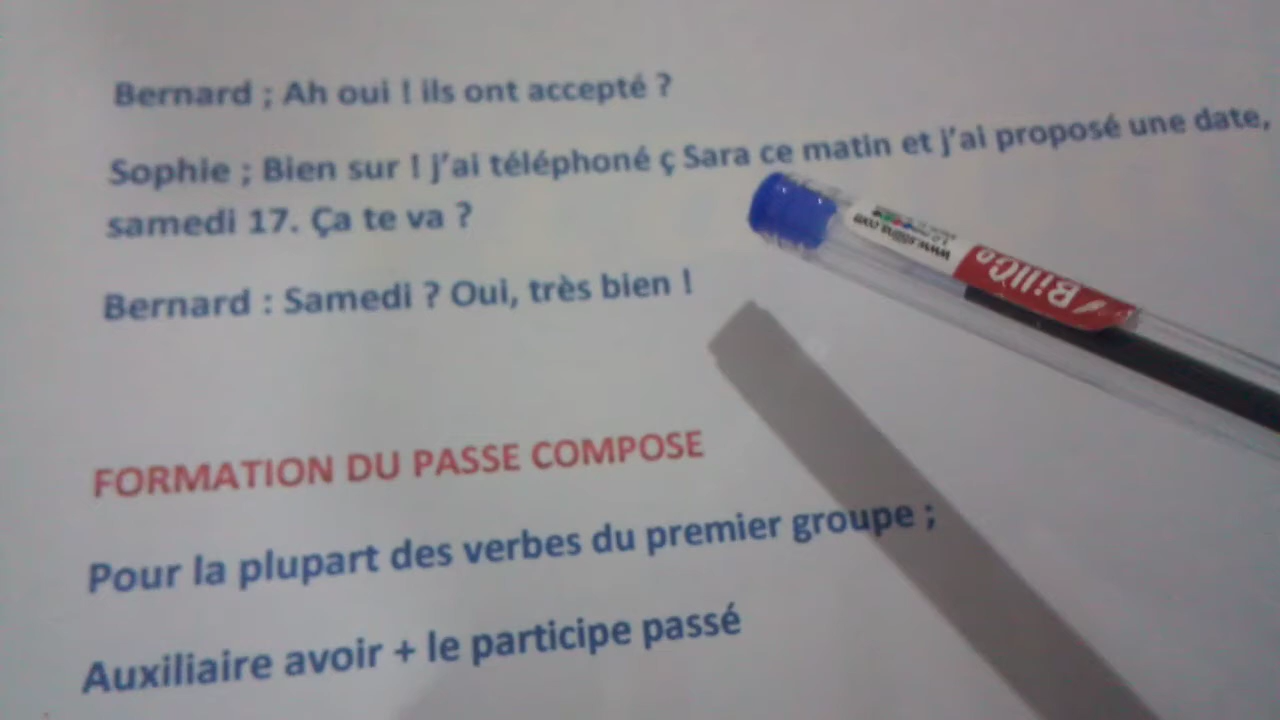 Bernard ; Ah oui ! ils ont accepté ?
Sophie ; Bien sur ! j’ai téléphoné ç Sara ce matin et j’ai proposé une date,
samedi 17. Ça te va ?
Bernard : Samedi ? Oui, très bien !
FORMATION DU PASSE COMPOSE
Pour la plupart des verbes du premier groupe ;
Auxiliaire avoir + le participe passé
BillCo